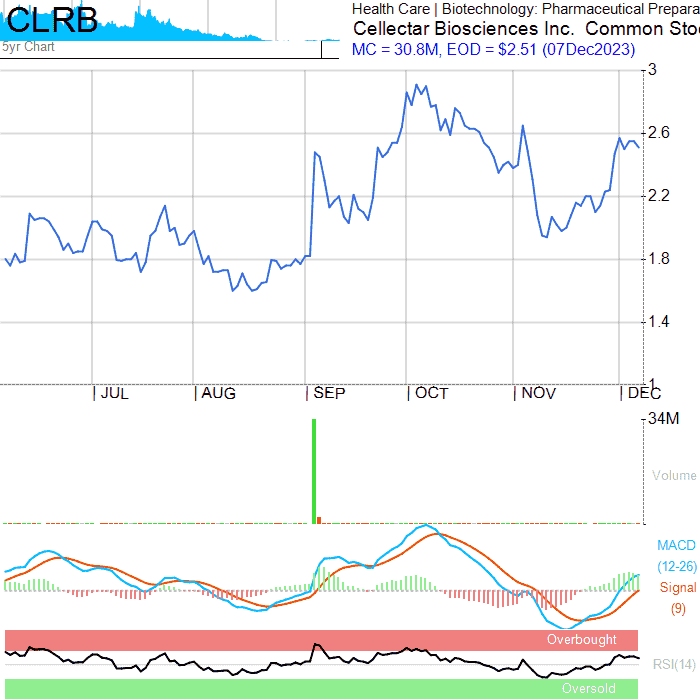 CLRB
5yr Chart
Health Care | Biotechnology: Pharmaceutical Prepara
Cellectar Biosciences Inc. Common Sto
MC = 30.8M, EOD = $2.51 (07Dec2023)
3
2.6
2.2
1.8
1.4
1
JUL AUG SEP OCT NOV DEC
34M
Volume
MACD
(12-26)
Signal
(9)
Overbought
RSI(14)
Oversold